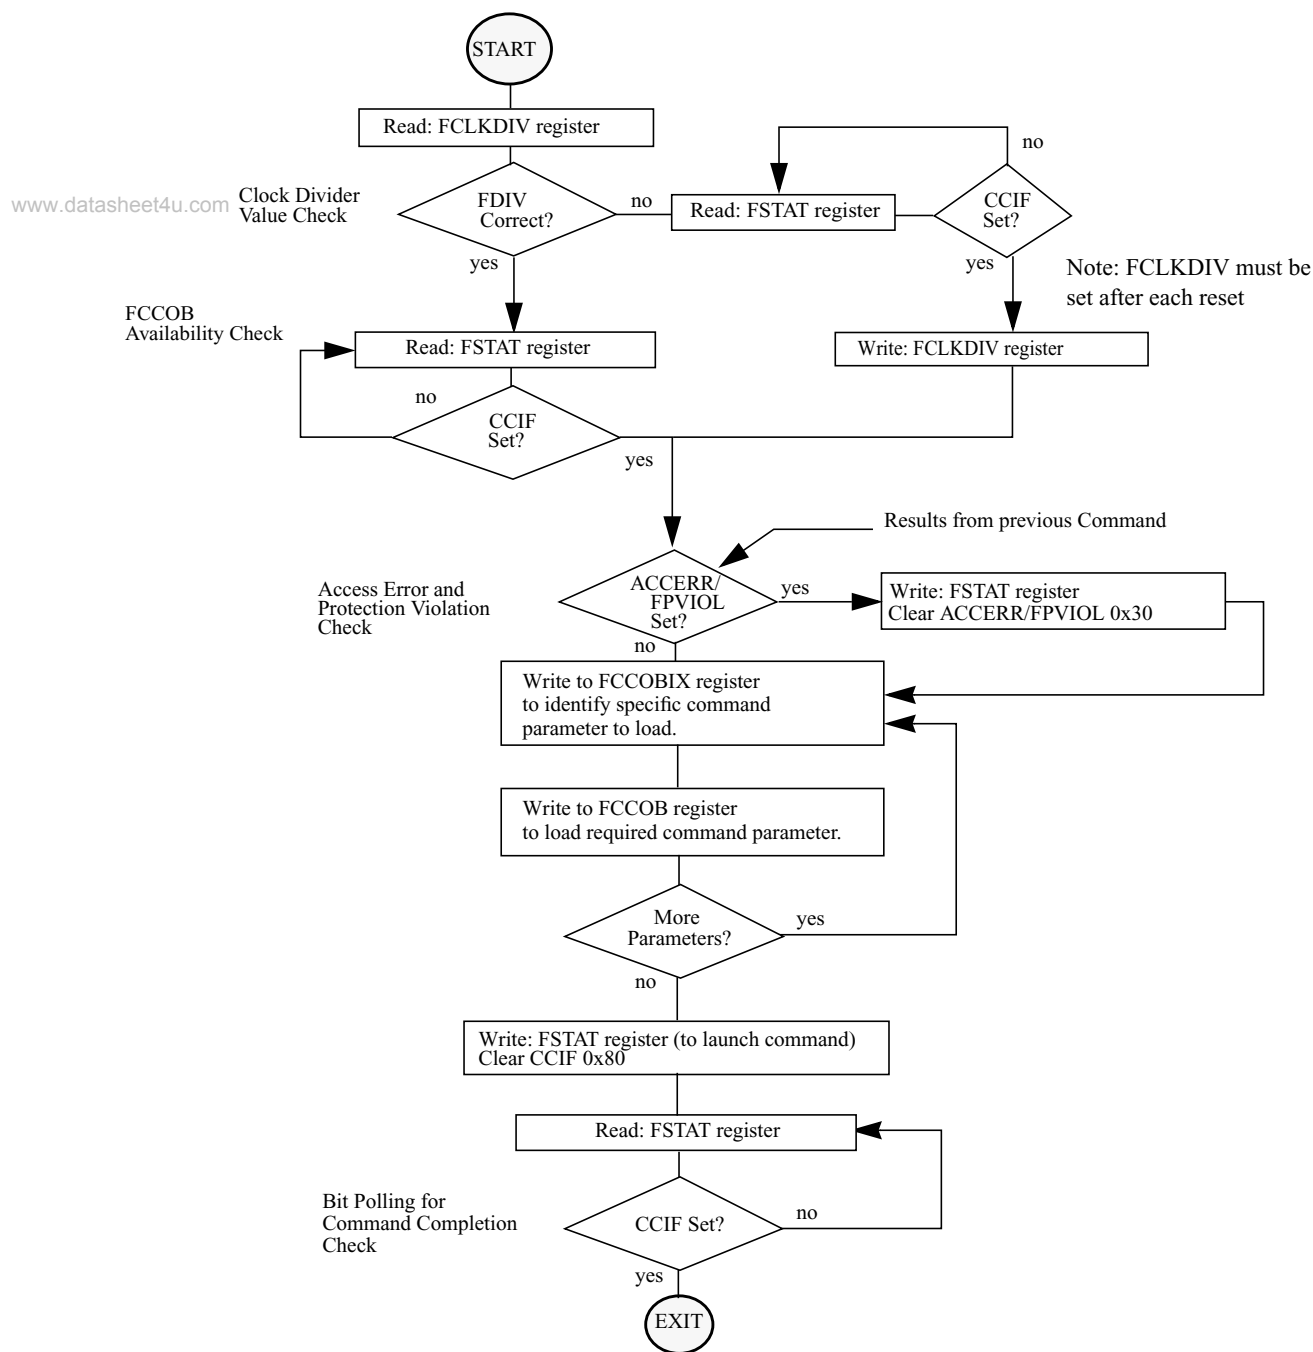 START
Read: FCLKDIV register
www.datasheet4u.com
Clock Divider
Value Check
FDIV
Correct?
no
Read: FSTAT register
CCIF
Set?
no
yes
yes
Note: FCLKDIV must be
set after each reset
FCCOB
Availability Check
Read: FSTAT register
Write: FCLKDIV register
no
CCIF
Set?
yes
Results from previous Command
Access Error and
Protection Violation
Check
ACCERR/
FPVIOL
Set?
yes
Write: FSTAT register
Clear ACCERR/FPVIOL 0x30
no
Write to FCCOBIX register
to identify specific command
parameter to load.
Write to FCCOB register
to load required command parameter.
More
Parameters?
yes
no
Write: FSTAT register (to launch command)
Clear CCIF 0x80
Read: FSTAT register
Bit Polling for
Command Completion
Check
CCIF Set?
no
yes
EXIT